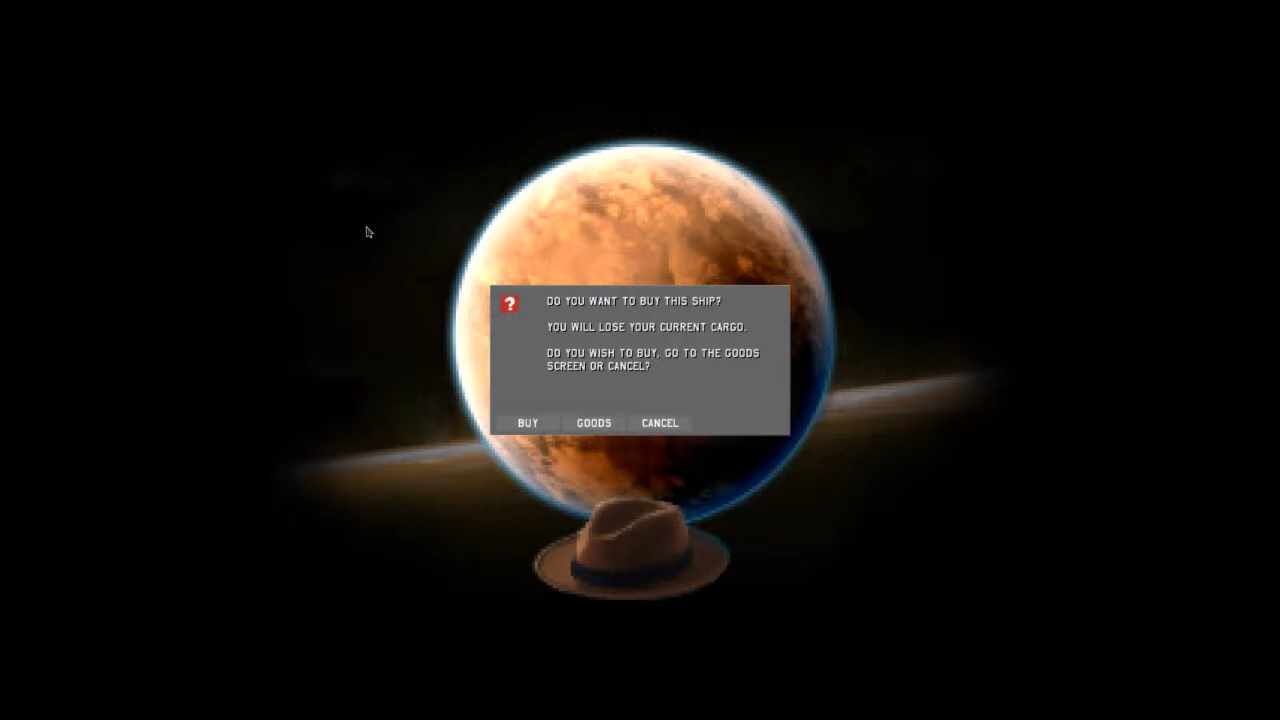 ?
DO YOU WANT TO BUY THIS SHIP?
YOU WILL LOSE YOUR CURRENT CARGO.
DO YOU WISH TO BUY, GO TO THE GOODS
SCREEN OR CANCEL?
BUY GOODS CANCEL